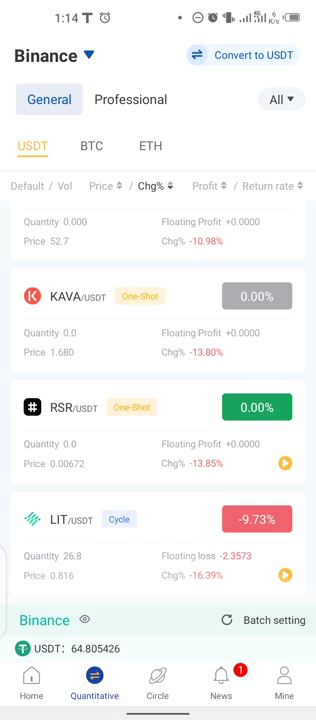 1:14 T
4G
4G
6
K/s
Binance
Convert to USDT
General Professional
All
USDT BTC ETH
Default / Vol Price / Chg% Profit / Return rate
Quantity 0.000 Floating Profit +0.0000
Price 52.7 Chg% -10.98%
KAVA/USDT One-Shot 0.00%
Quantity 0.0 Floating Profit +0.0000
Price 1.680 Chg% -13.80%
RSR/USDT One-Shot 0.00%
Quantity 0.0 Floating Profit +0.0000
Price 0.00672 Chg% -13.85%
LIT/USDT Cycle -9.73%
Quantity 26.8 Floating loss -2.3573
Price 0.816 Chg% -16.39%
Binance Batch setting
USDT: 64.805426
1
Home Quantitative Circle News Mine